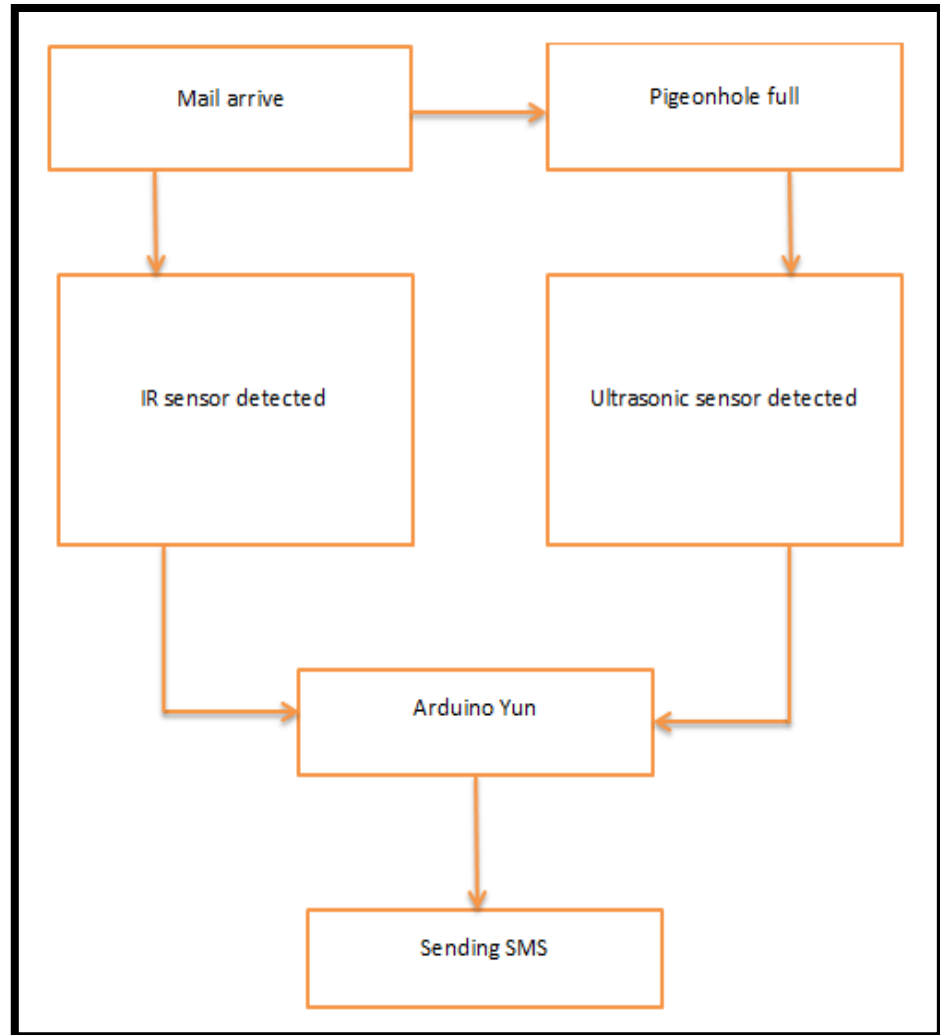 Mail arrive
Pigeonhole full
IR sensor detected
Ultrasonic sensor detected
Arduino Yun
Sending SMS